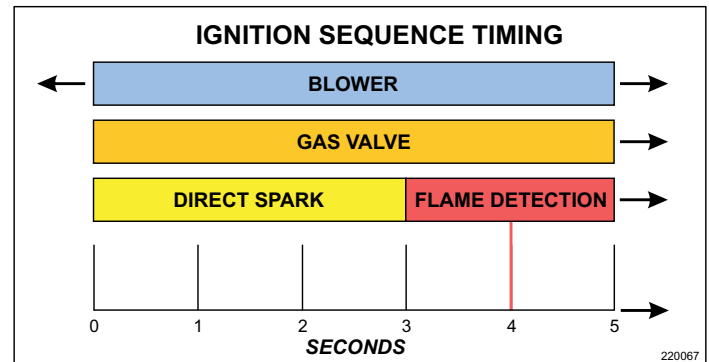 IGNITION SEQUENCE TIMING
BLOWER
GAS VALVE
DIRECT SPARK FLAME DETECTION
0 1 2 3 4 5
SECONDS
220067